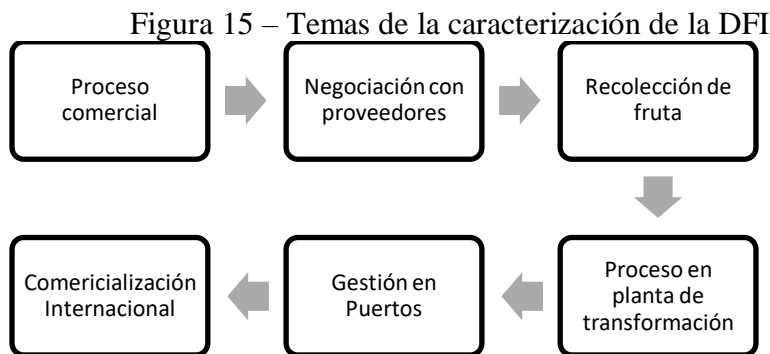 Figura 15 – Temas de la caracterización de la DFI
Proceso
comercial
Negociación con
proveedores
Recolección de
fruta
Proceso en
planta de
transformación
Gestión en
Puertos
Comericialización
Internacional